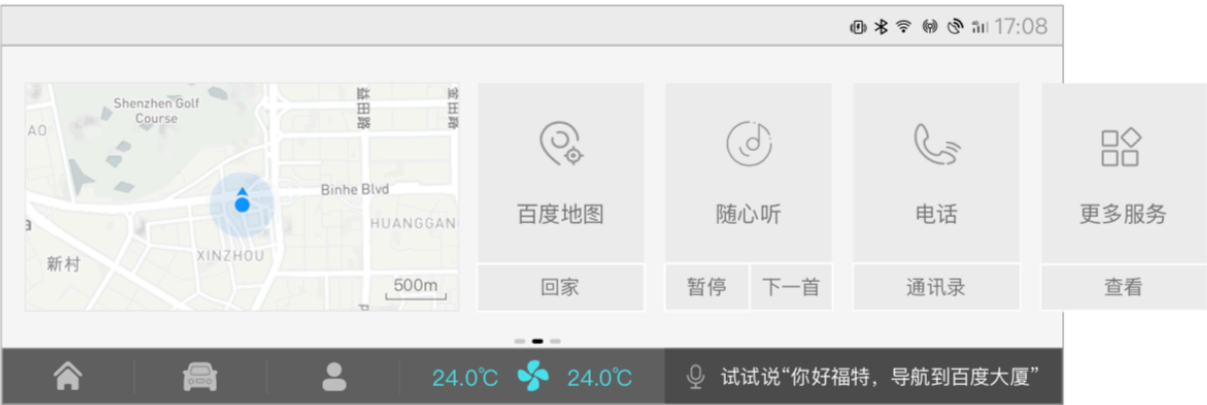 17:08
Shenzhen Golf
Course
AO
益田路
金田路
Binhe Blvd
HUANGGAN
XINZHOU
新村
500m
百度地图
回家
随心听
暂停
下一首
电话
通讯录
更多服务
查看
24.0℃
24.0℃
试试说“你好福特，导航到百度大厦”